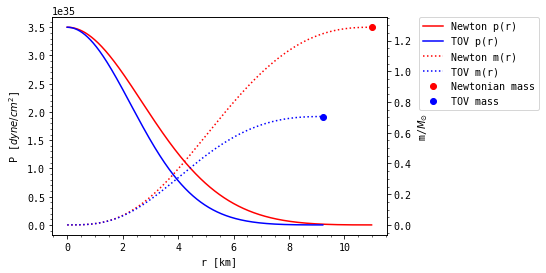 1e35
3.5
3.0
2.5
2.0
1.5
1.0
0.5
0.0
P [dyne/cm²]
0
2
4
6
8
10
r [km]
1.2
1.0
0.8
0.6
0.4
0.2
0.0
m/M⊙
Newton p(r)
TOV p(r)
Newton m(r)
TOV m(r)
Newtonian mass
TOV mass